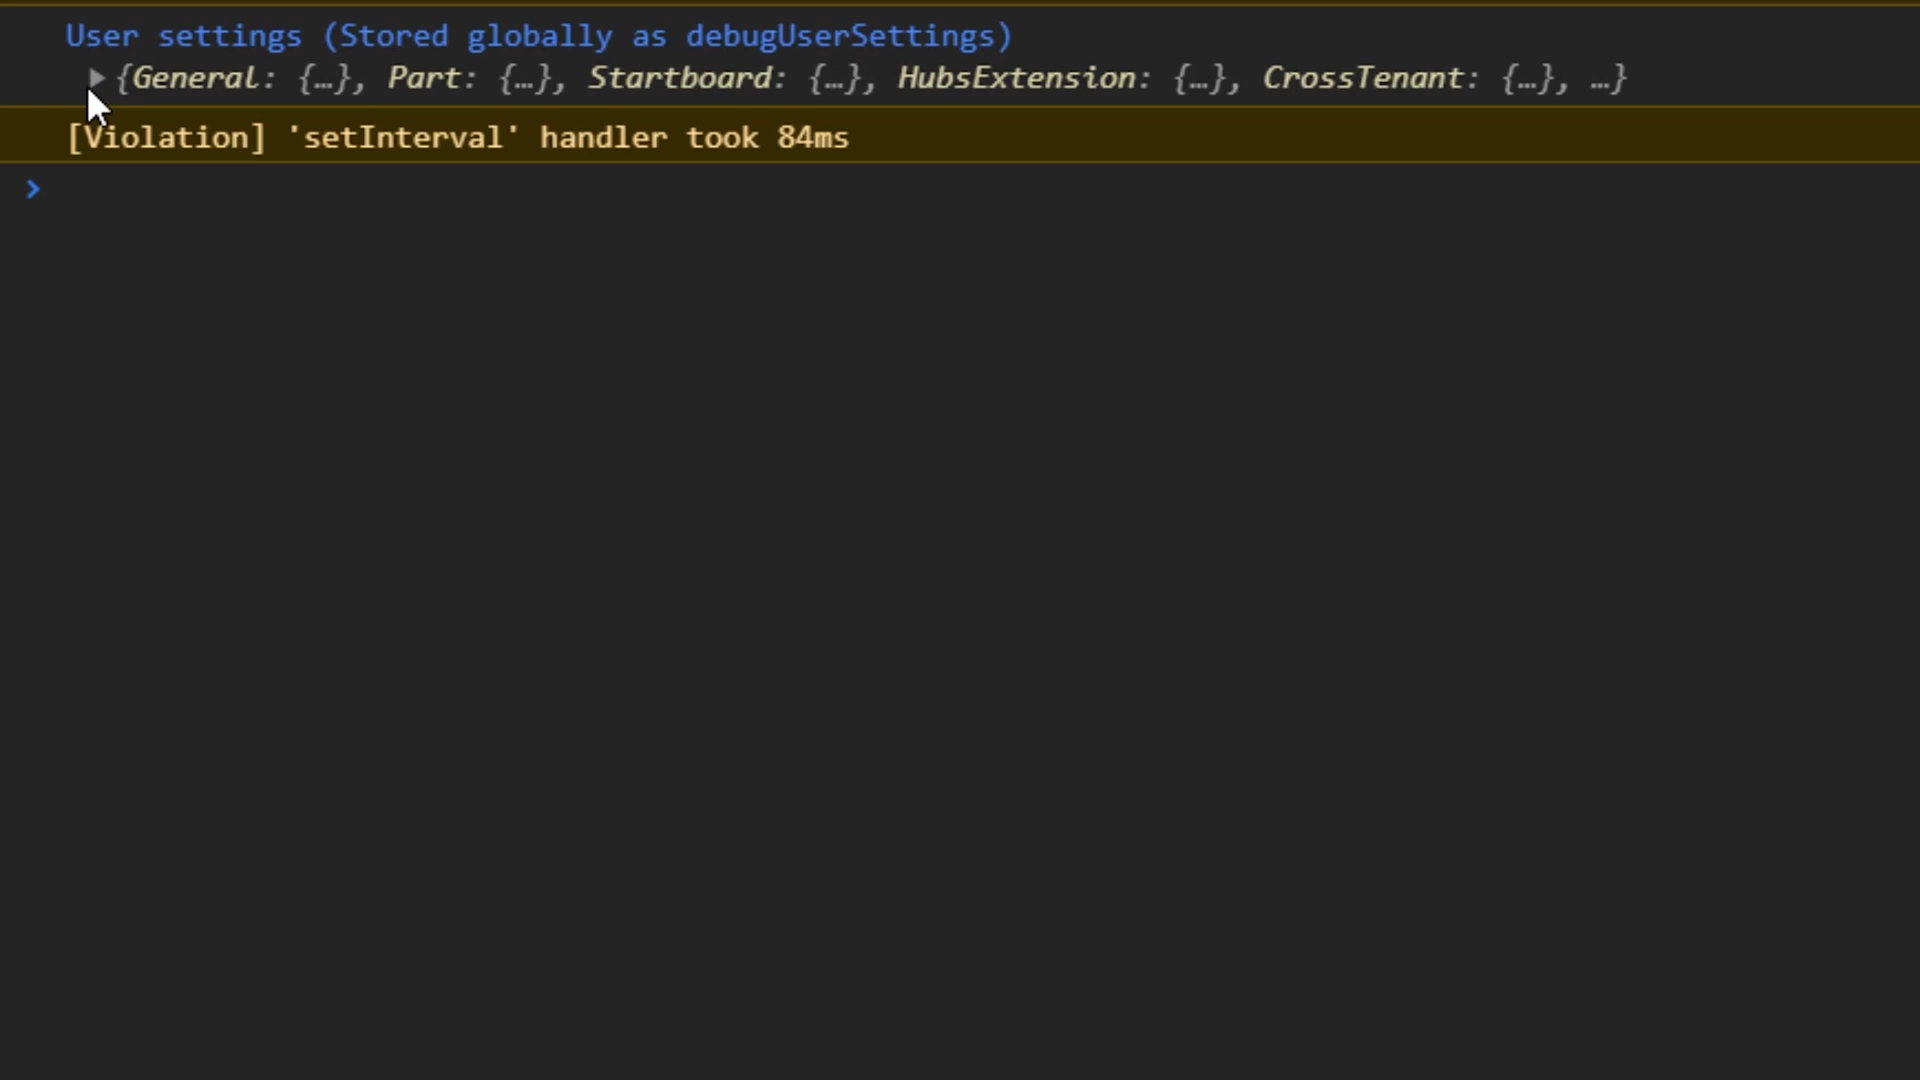 User settings (Stored globally as debugUserSettings)
{General: {…}, Part: {…}, Startboard: {…}, HubsExtension: {…}, CrossTenant: {…}, …}
[Violation] 'setInterval' handler took 84ms